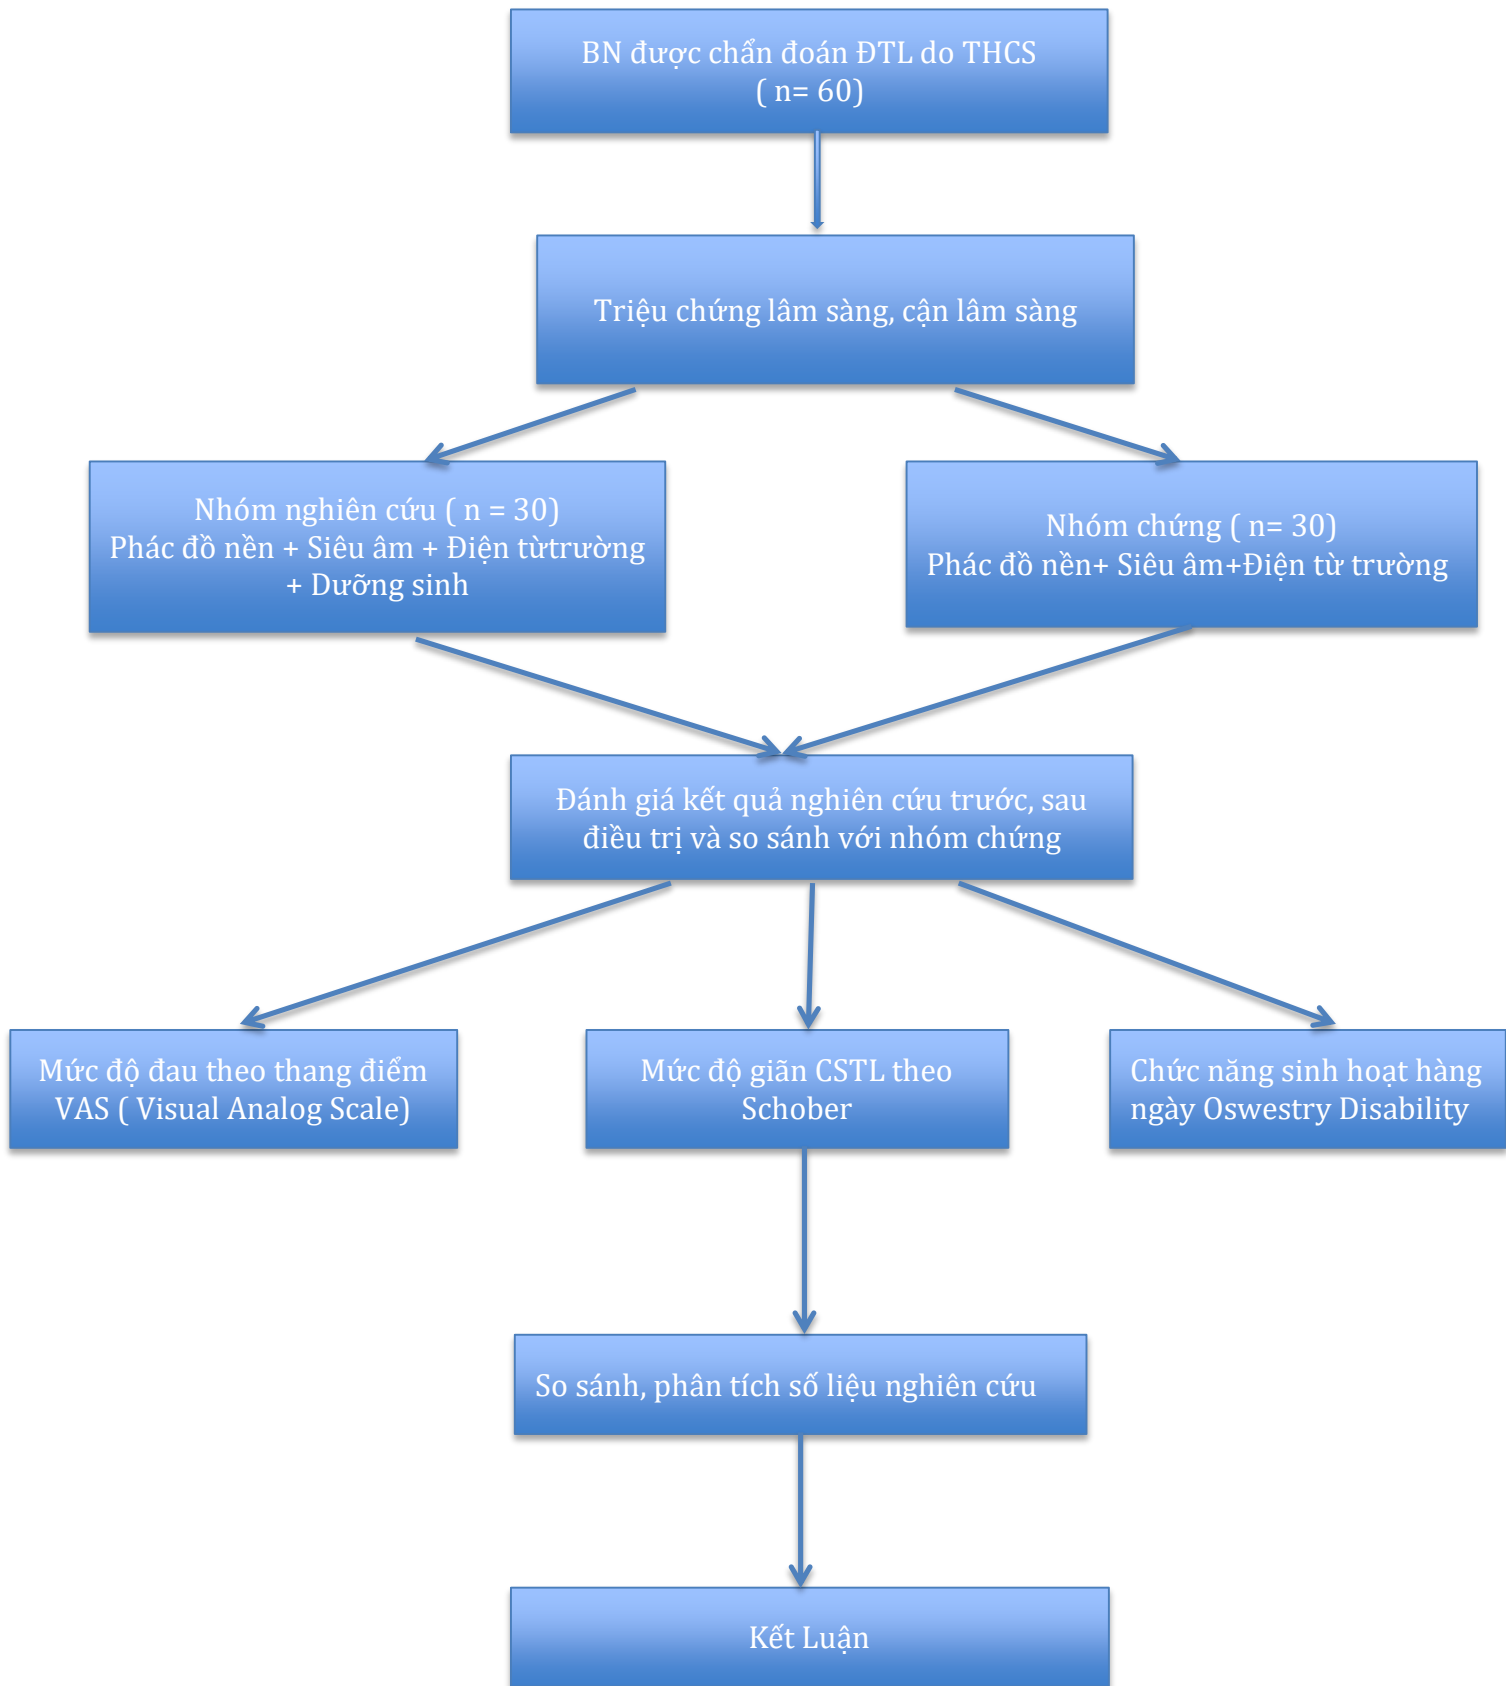 BN được chẩn đoán ĐTL do THCS
( n= 60)
Triệu chứng lâm sàng, cận lâm sàng
Nhóm nghiên cứu ( n = 30)
Phác đồ nền + Siêu âm + Điện từtrường
+ Dưỡng sinh
Nhóm chứng ( n= 30)
Phác đồ nền+ Siêu âm+Điện từ trường
Đánh giá kết quả nghiên cứu trước, sau
điều trị và so sánh với nhóm chứng
Mức độ đau theo thang điểm
VAS ( Visual Analog Scale)
Mức độ giãn CSTL theo
Schober
Chức năng sinh hoạt hàng
ngày Oswestry Disability
So sánh, phân tích số liệu nghiên cứu
Kết Luận